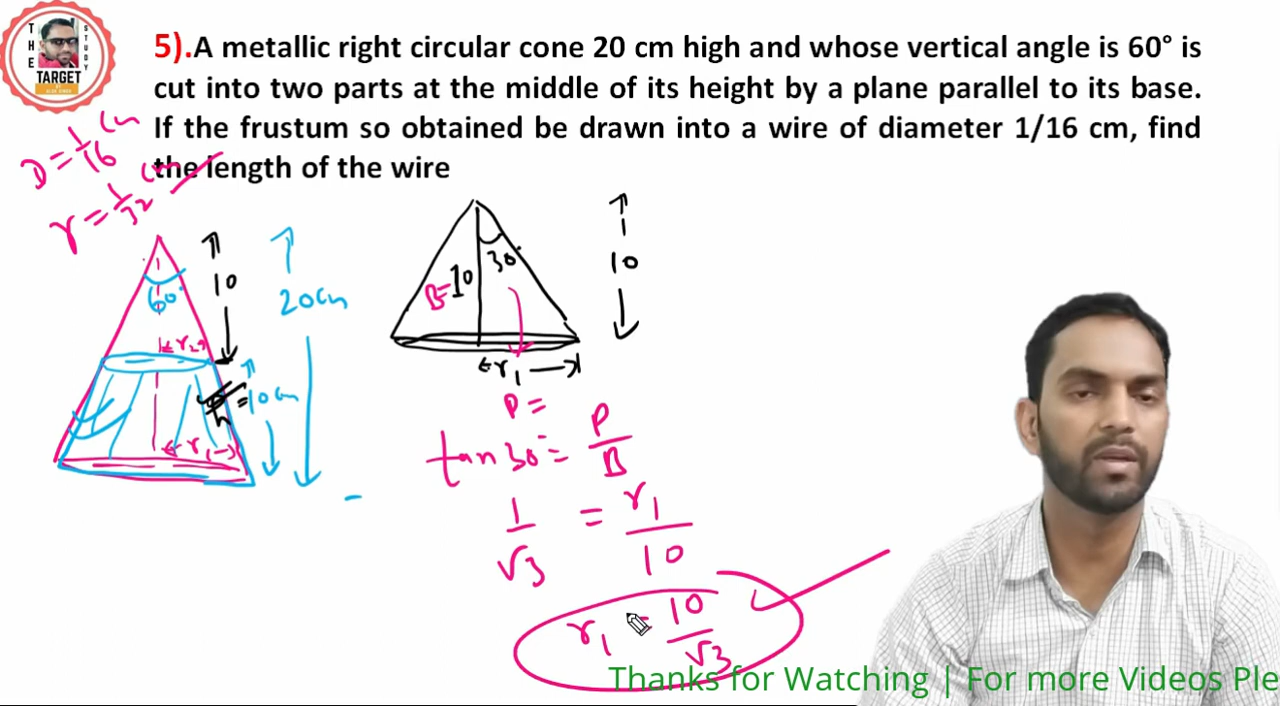 THE
STUDY
TARGET
5).A metallic right circular cone 20 cm high and whose vertical angle is 60° is
cut into two parts at the middle of its height by a plane parallel to its base.
If the frustum so obtained be drawn into a wire of diameter 1/16 cm, find
the length of the wire
D = 1/16 cm
r = 1/32 cm
60°
10
20cm
r2
= 10cm
h
r1
B=10
30
10
r1
P =
tan 30° = P/B
1/√3 = r1/10
r1 = 10/√3
Thanks for Watching | For more Videos Ple